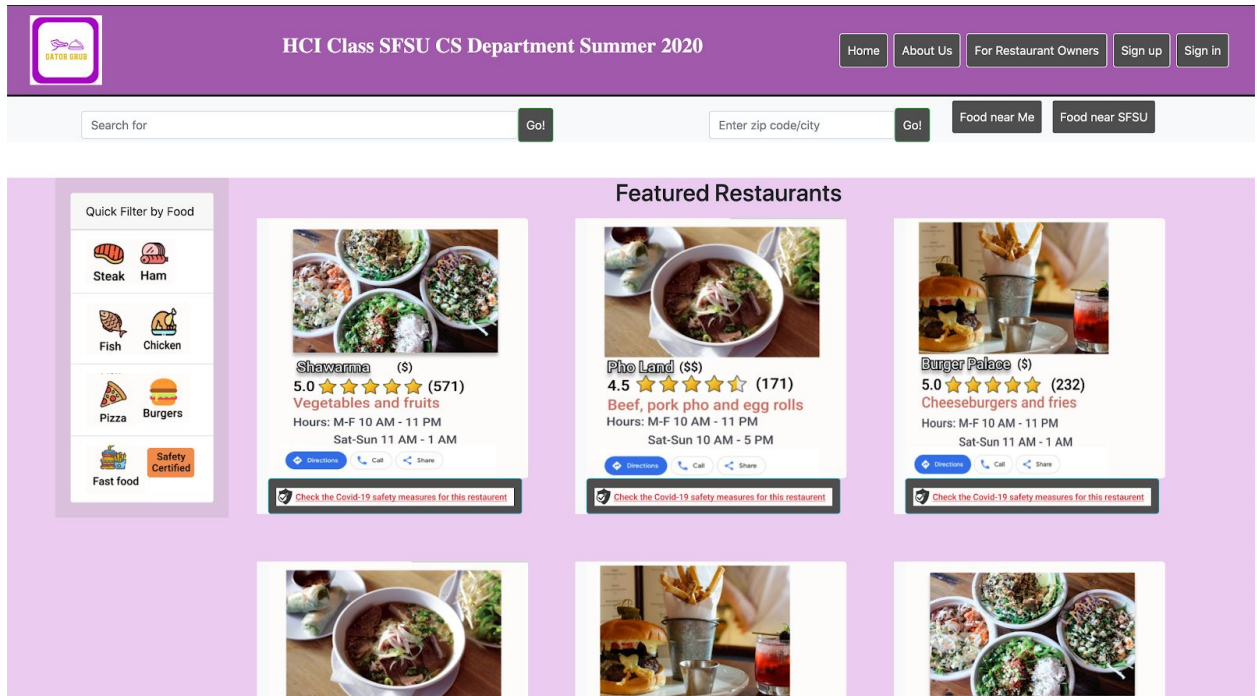 GATOR GRUB
HCI Class SFSU CS Department Summer 2020
Home
About Us
For Restaurant Owners
Sign up
Sign in
Search for
Go!
Enter zip code/city
Go!
Food near Me
Food near SFSU
Quick Filter by Food
Steak
Ham
Fish
Chicken
Pizza
Burgers
Fast food
Safety
Certified
Featured Restaurants
Shawarma ($)
5.0 (571)
Vegetables and fruits
Hours: M-F 10 AM - 11 PM
Sat-Sun 11 AM - 1 AM
Directions
Call
Share
Check the Covid-19 safety measures for this restaurent
Pho Land ($$)
4.5 (171)
Beef, pork pho and egg rolls
Hours: M-F 10 AM - 11 PM
Sat-Sun 10 AM - 5 PM
Directions
Call
Share
Check the Covid-19 safety measures for this restaurent
Burger Palace ($)
5.0 (232)
Cheeseburgers and fries
Hours: M-F 10 AM - 11 PM
Sat-Sun 11 AM - 1 AM
Directions
Call
Share
Check the Covid-19 safety measures for this restaurent